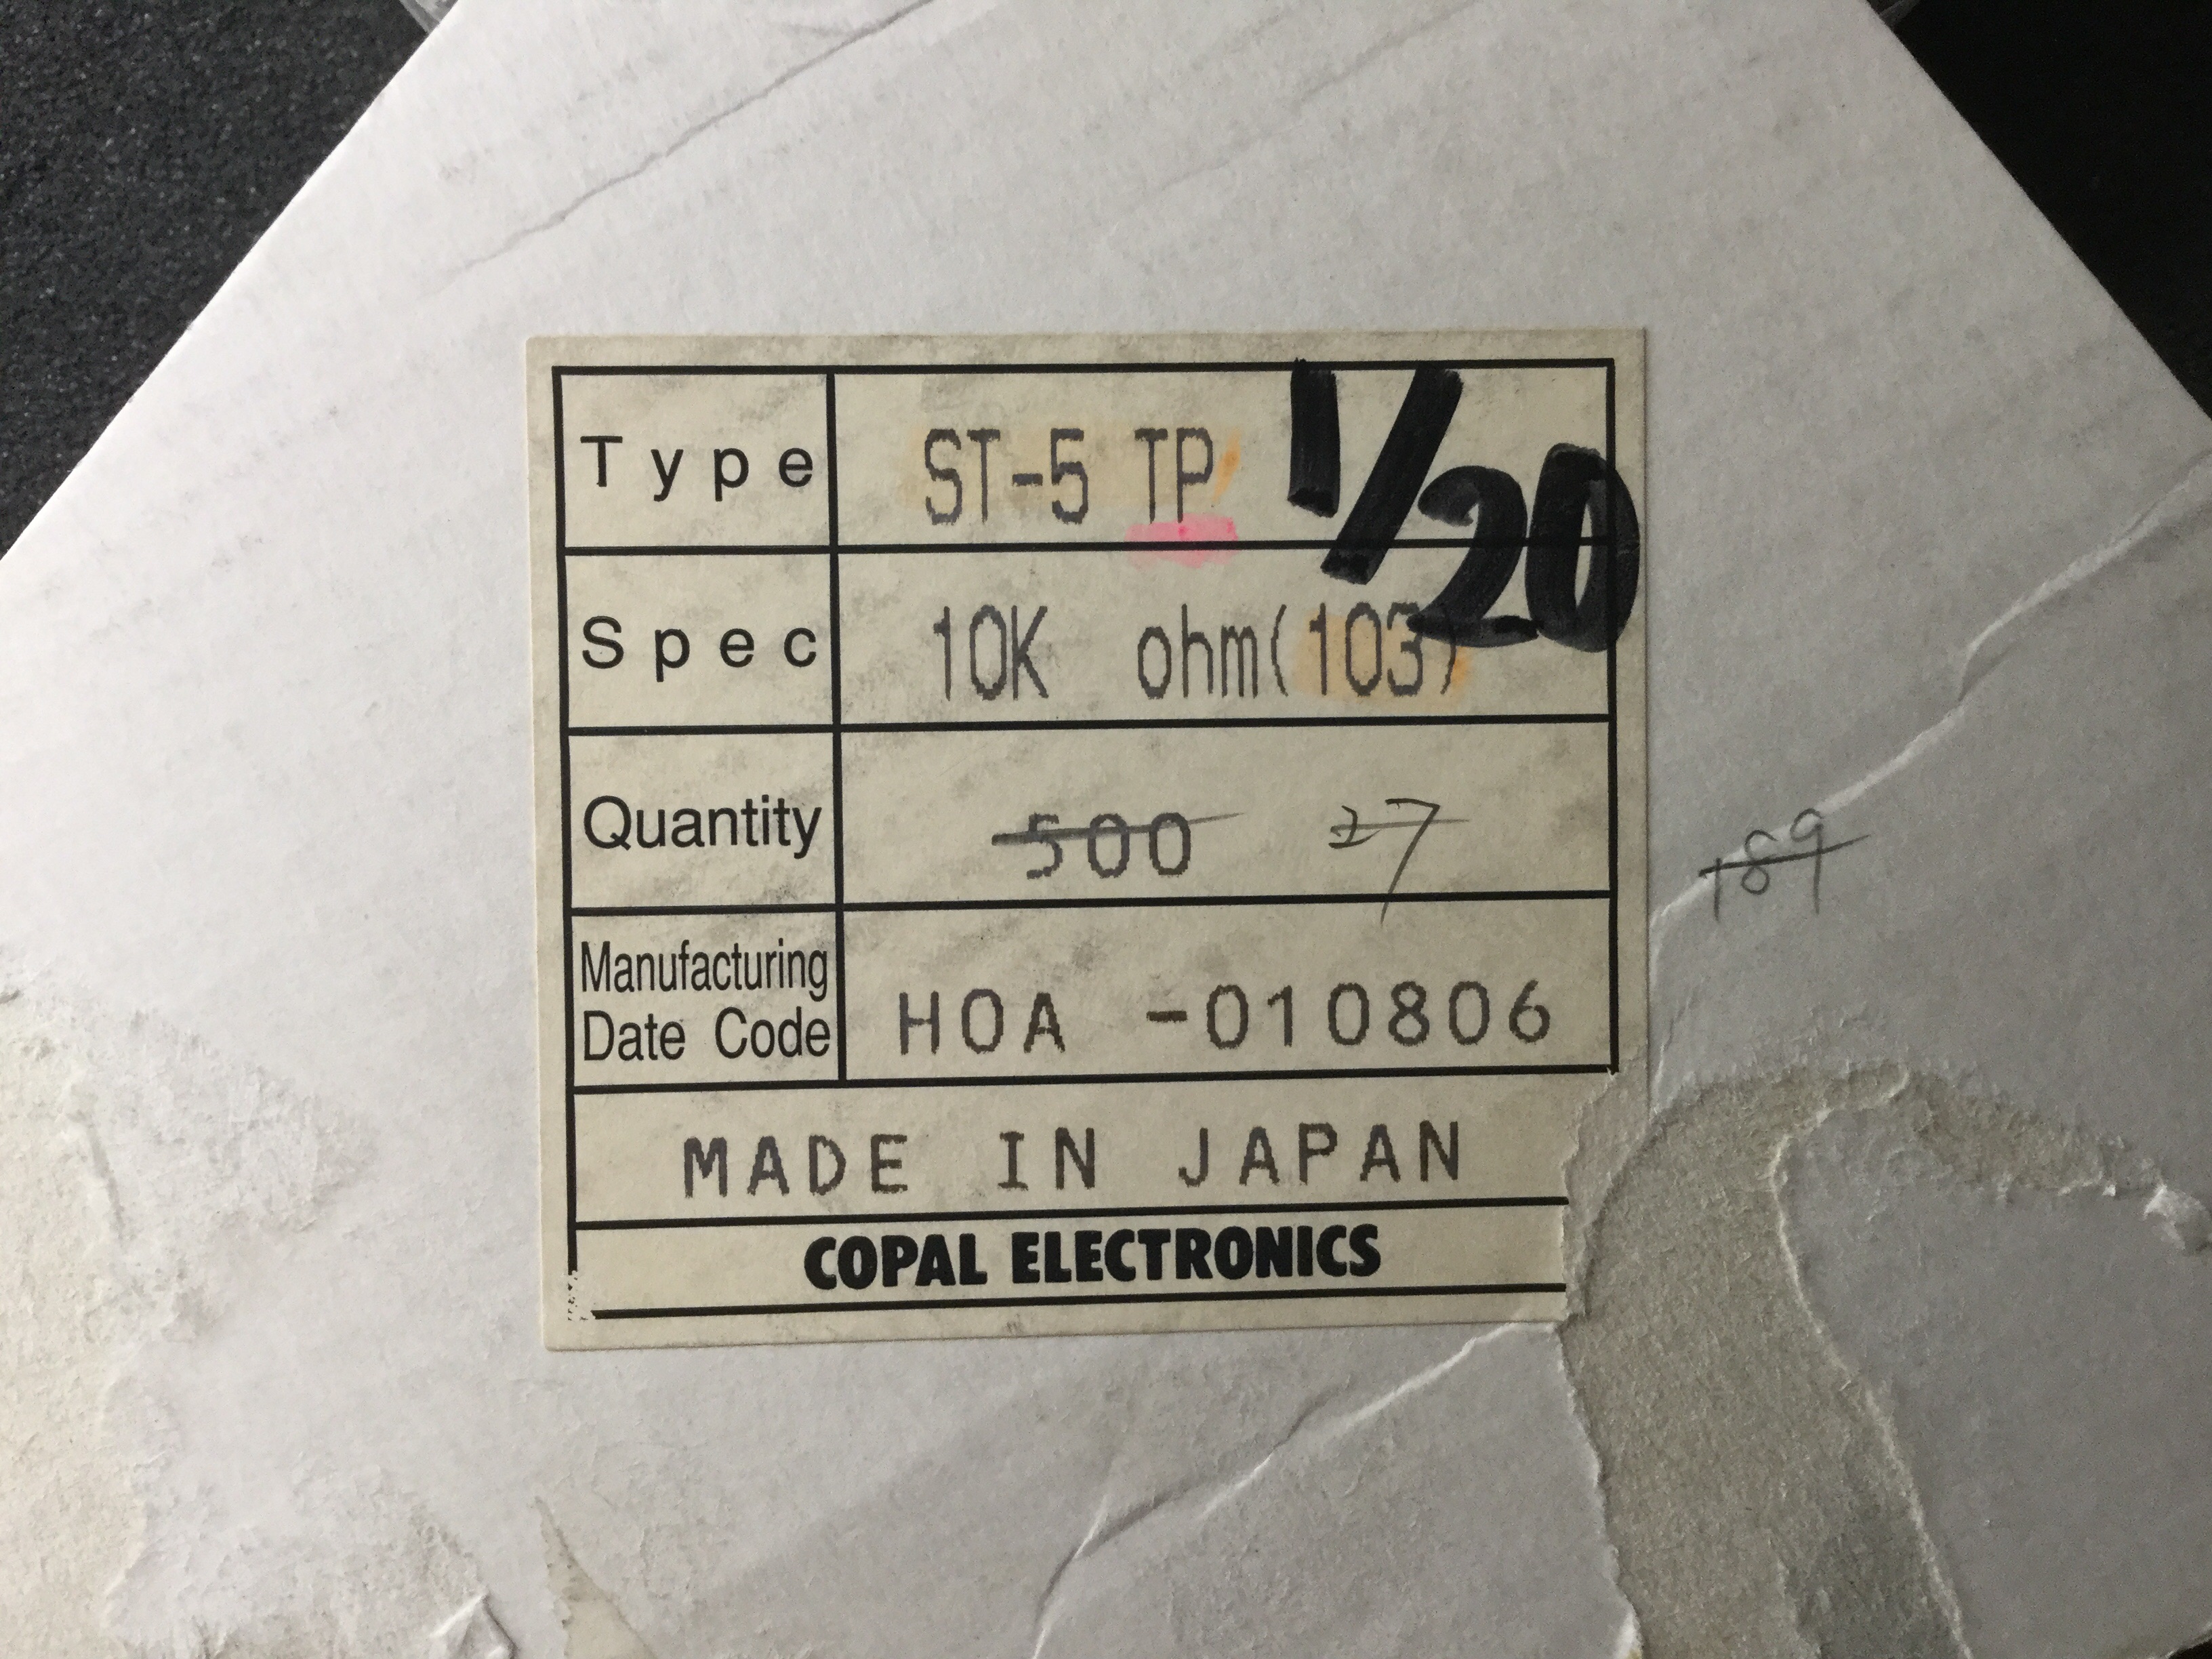 Type ST-5 TP 1/20
Spec 10K ohm(103)
Quantity 500 27
189
Manufacturing
Date Code HOA -010806
MADE IN JAPAN
COPAL ELECTRONICS